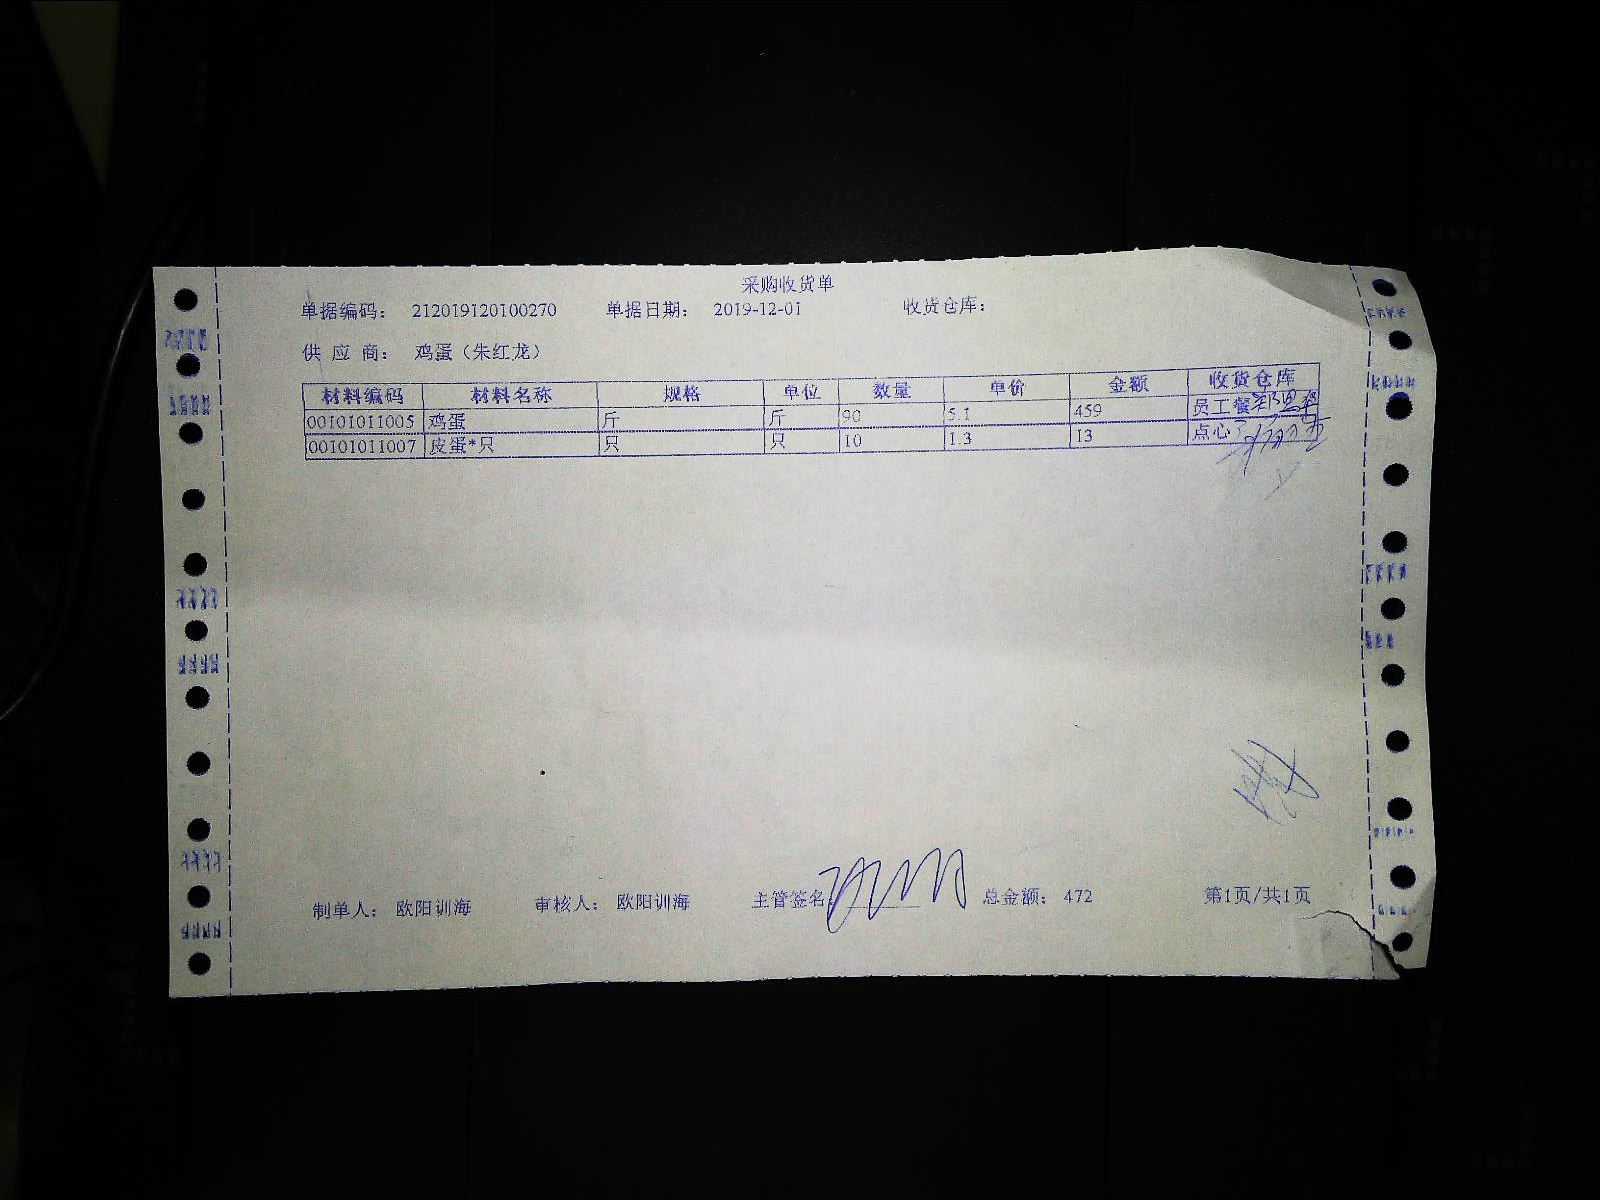 采购收货单
单据编码： 212019120100270 单据日期： 2019-12-01 收货仓库：
供 应 商： 鸡蛋（朱红龙）
材料编码 材料名称 规格 单位 数量 单价 金额 收货仓库
00101011005 鸡蛋 斤 斤 90 5.1 459 员工餐
00101011007 皮蛋*只 只 只 10 1.3 13 点心
制单人： 欧阳训海 审核人： 欧阳训海 主管签名 总金额： 472 第1页/共1页